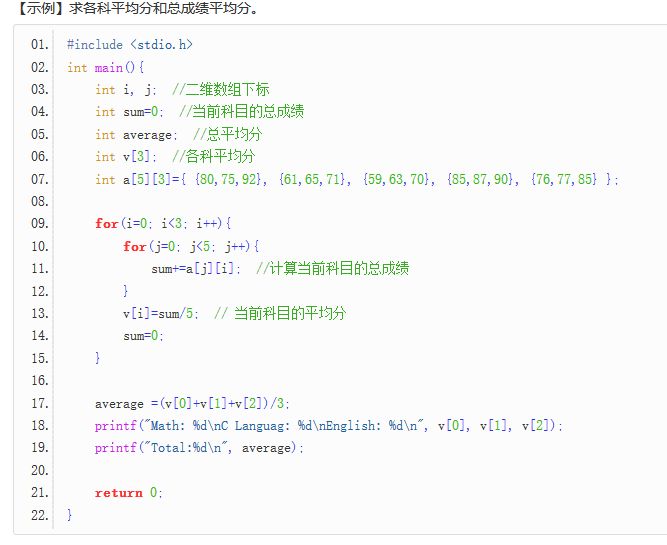 【示例】求各科平均分和总成绩平均分。
01. #include <stdio.h>
02. int main(){
03. int i, j; //二维数组下标
04. int sum=0; //当前科目的总成绩
05. int average; //总平均分
06. int v[3]; //各科平均分
07. int a[5][3]={ {80,75,92}, {61,65,71}, {59,63,70}, {85,87,90}, {76,77,85} };
08.
09. for(i=0; i<3; i++){
10. for(j=0; j<5; j++){
11. sum+=a[j][i]; //计算当前科目的总成绩
12. }
13. v[i]=sum/5; // 当前科目的平均分
14. sum=0;
15. }
16.
17. average =(v[0]+v[1]+v[2])/3;
18. printf("Math: %d\nC Languag: %d\nEnglish: %d\n", v[0], v[1], v[2]);
19. printf("Total:%d\n", average);
20.
21. return 0;
22. }